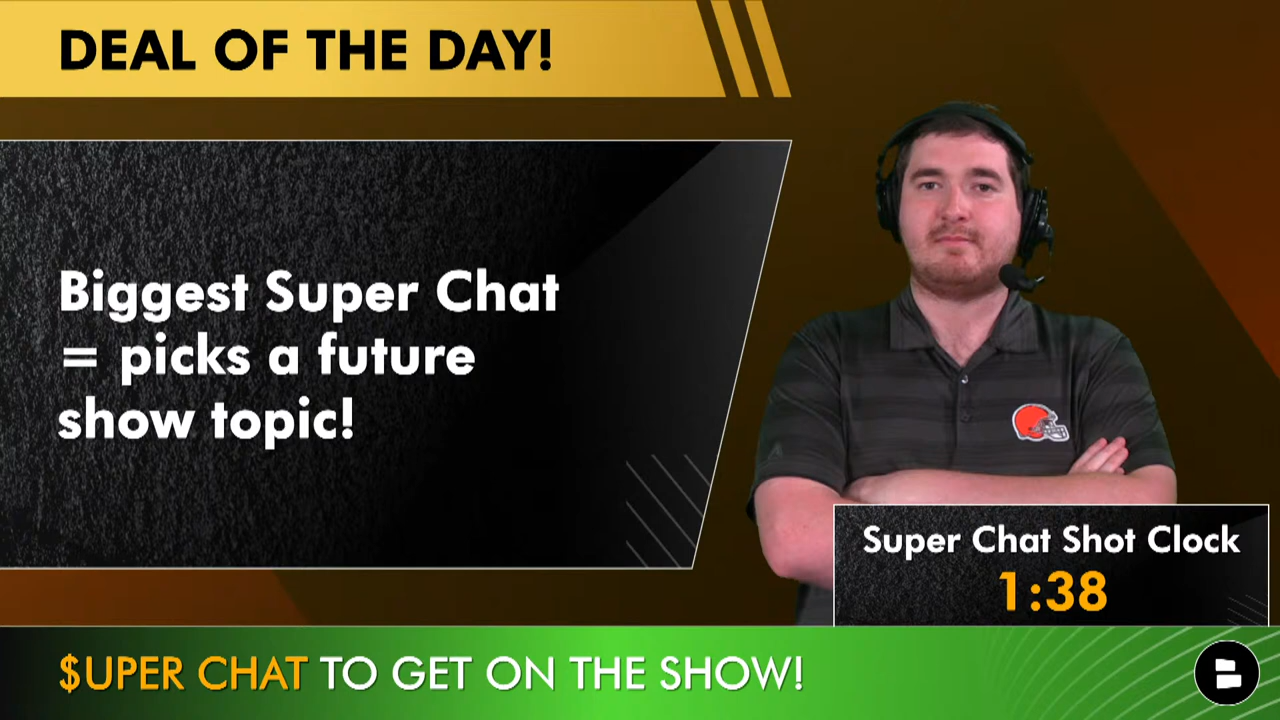 DEAL OF THE DAY!
Biggest Super Chat
= picks a future
show topic!
Super Chat Shot Clock
1:38
$UPER CHAT TO GET ON THE SHOW!